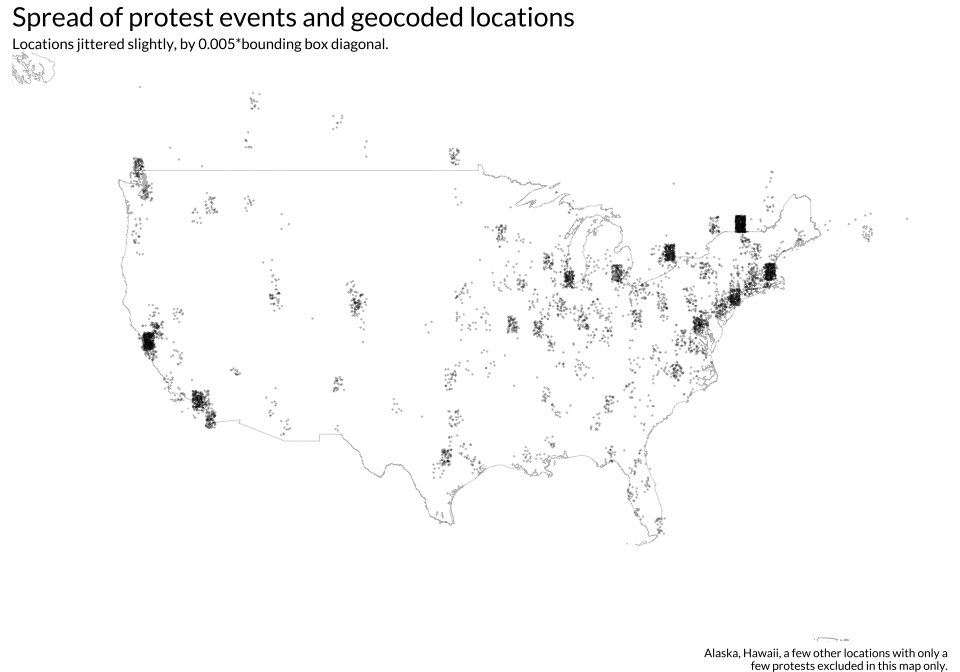 Spread of protest events and geocoded locations
Locations jittered slightly, by 0.005*bounding box diagonal.
Alaska, Hawaii, a few other locations with only a
few protests excluded in this map only.